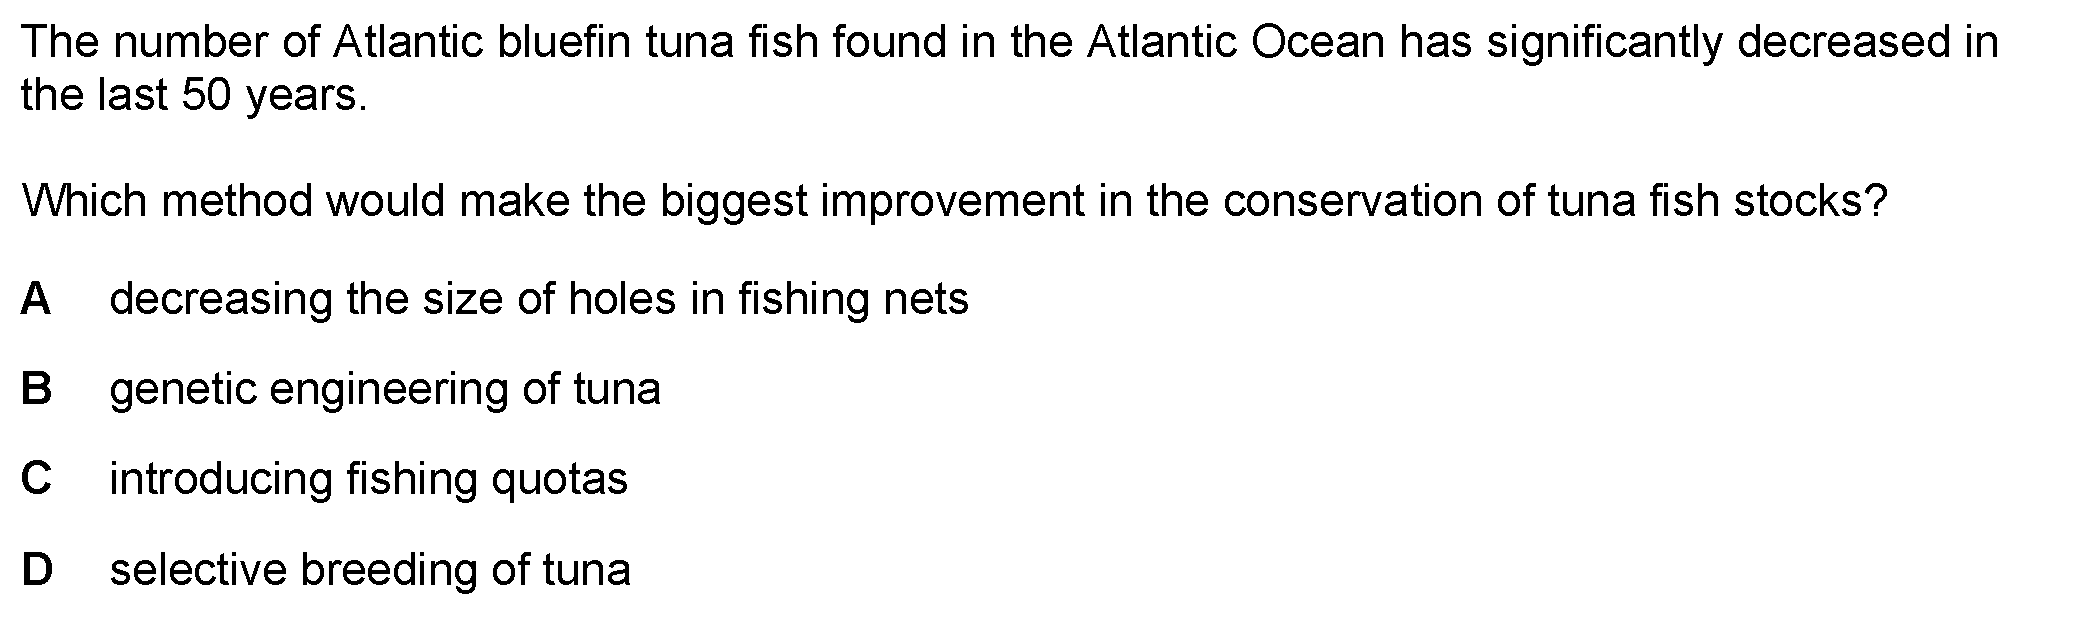 The number of Atlantic bluefin tuna fish found in the Atlantic Ocean has significantly decreased in
the last 50 years.
Which method would make the biggest improvement in the conservation of tuna fish stocks?
A decreasing the size of holes in fishing nets
B genetic engineering of tuna
C introducing fishing quotas
D selective breeding of tuna